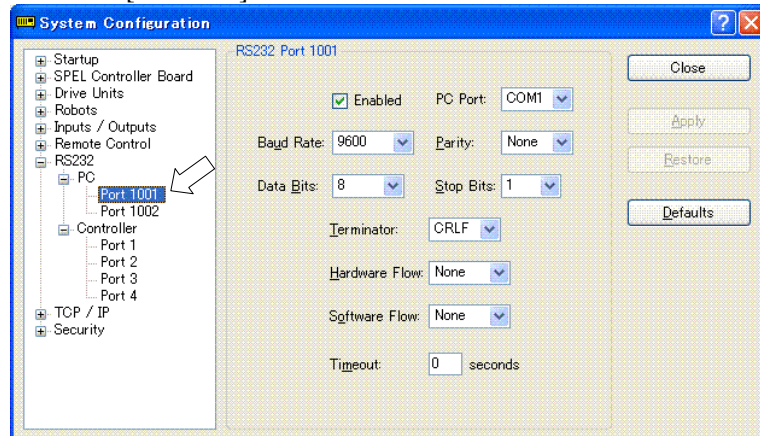 System Configuration
Startup
SPEL Controller Board
Drive Units
Robots
Inputs / Outputs
Remote Control
RS232
PC
Port 1001
Port 1002
Controller
Port 1
Port 2
Port 3
Port 4
TCP / IP
Security
RS232 Port 1001
Enabled PC Port: COM1
Baud Rate: 9600 Parity: None
Data Bits: 8 Stop Bits: 1
Terminator: CRLF
Hardware Flow: None
Software Flow: None
Timeout: 0 seconds
Close
Apply
Restore
Defaults